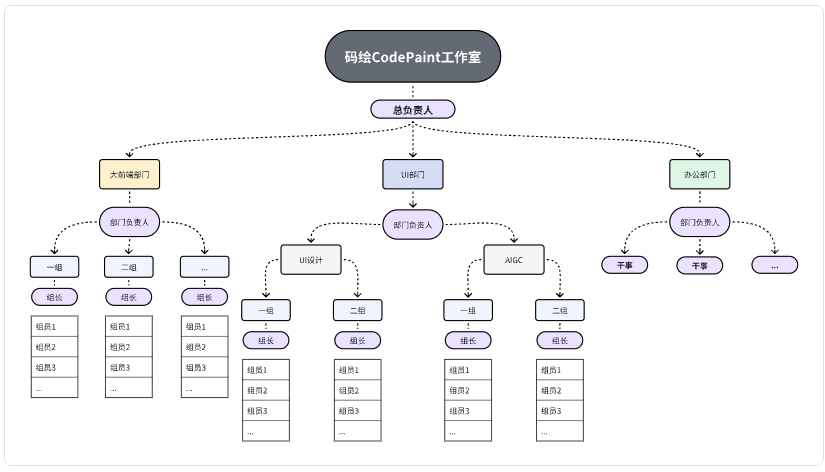 码绘CodePaint工作室
总负责人
大前端部门
UI部门
办公部门
部门负责人
部门负责人
部门负责人
UI设计
AIGC
一组
二组
...
干事
干事
...
组长
组长
组长
一组
二组
一组
二组
组长
组长
组长
组长
组员1
组员2
组员3
...
组员1
组员2
组员3
...
组员1
组员2
组员3
...
组员1
组员2
组员3
...
组员1
组员2
组员3
...
组员1
组员2
组员3
...
组员1
组员2
组员3
...